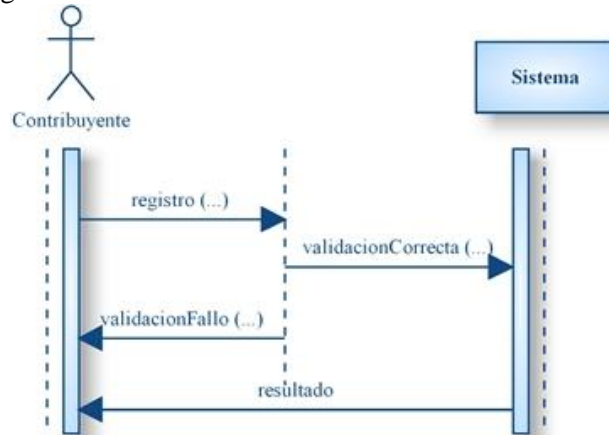 Sistema
Contribuyente
registro (...)
validacionCorrecta (...)
validacionFallo (...)
resultado